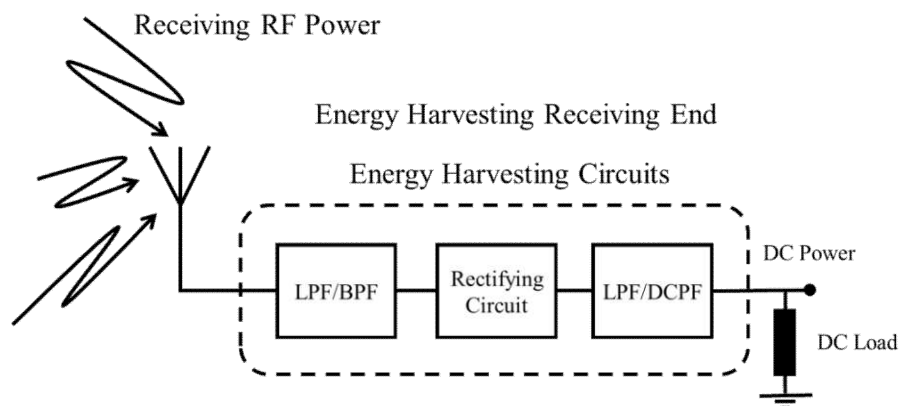 Receiving RF Power
Energy Harvesting Receiving End
Energy Harvesting Circuits
LPF/BPF
Rectifying
Circuit
LPF/DCPF
DC Power
DC Load